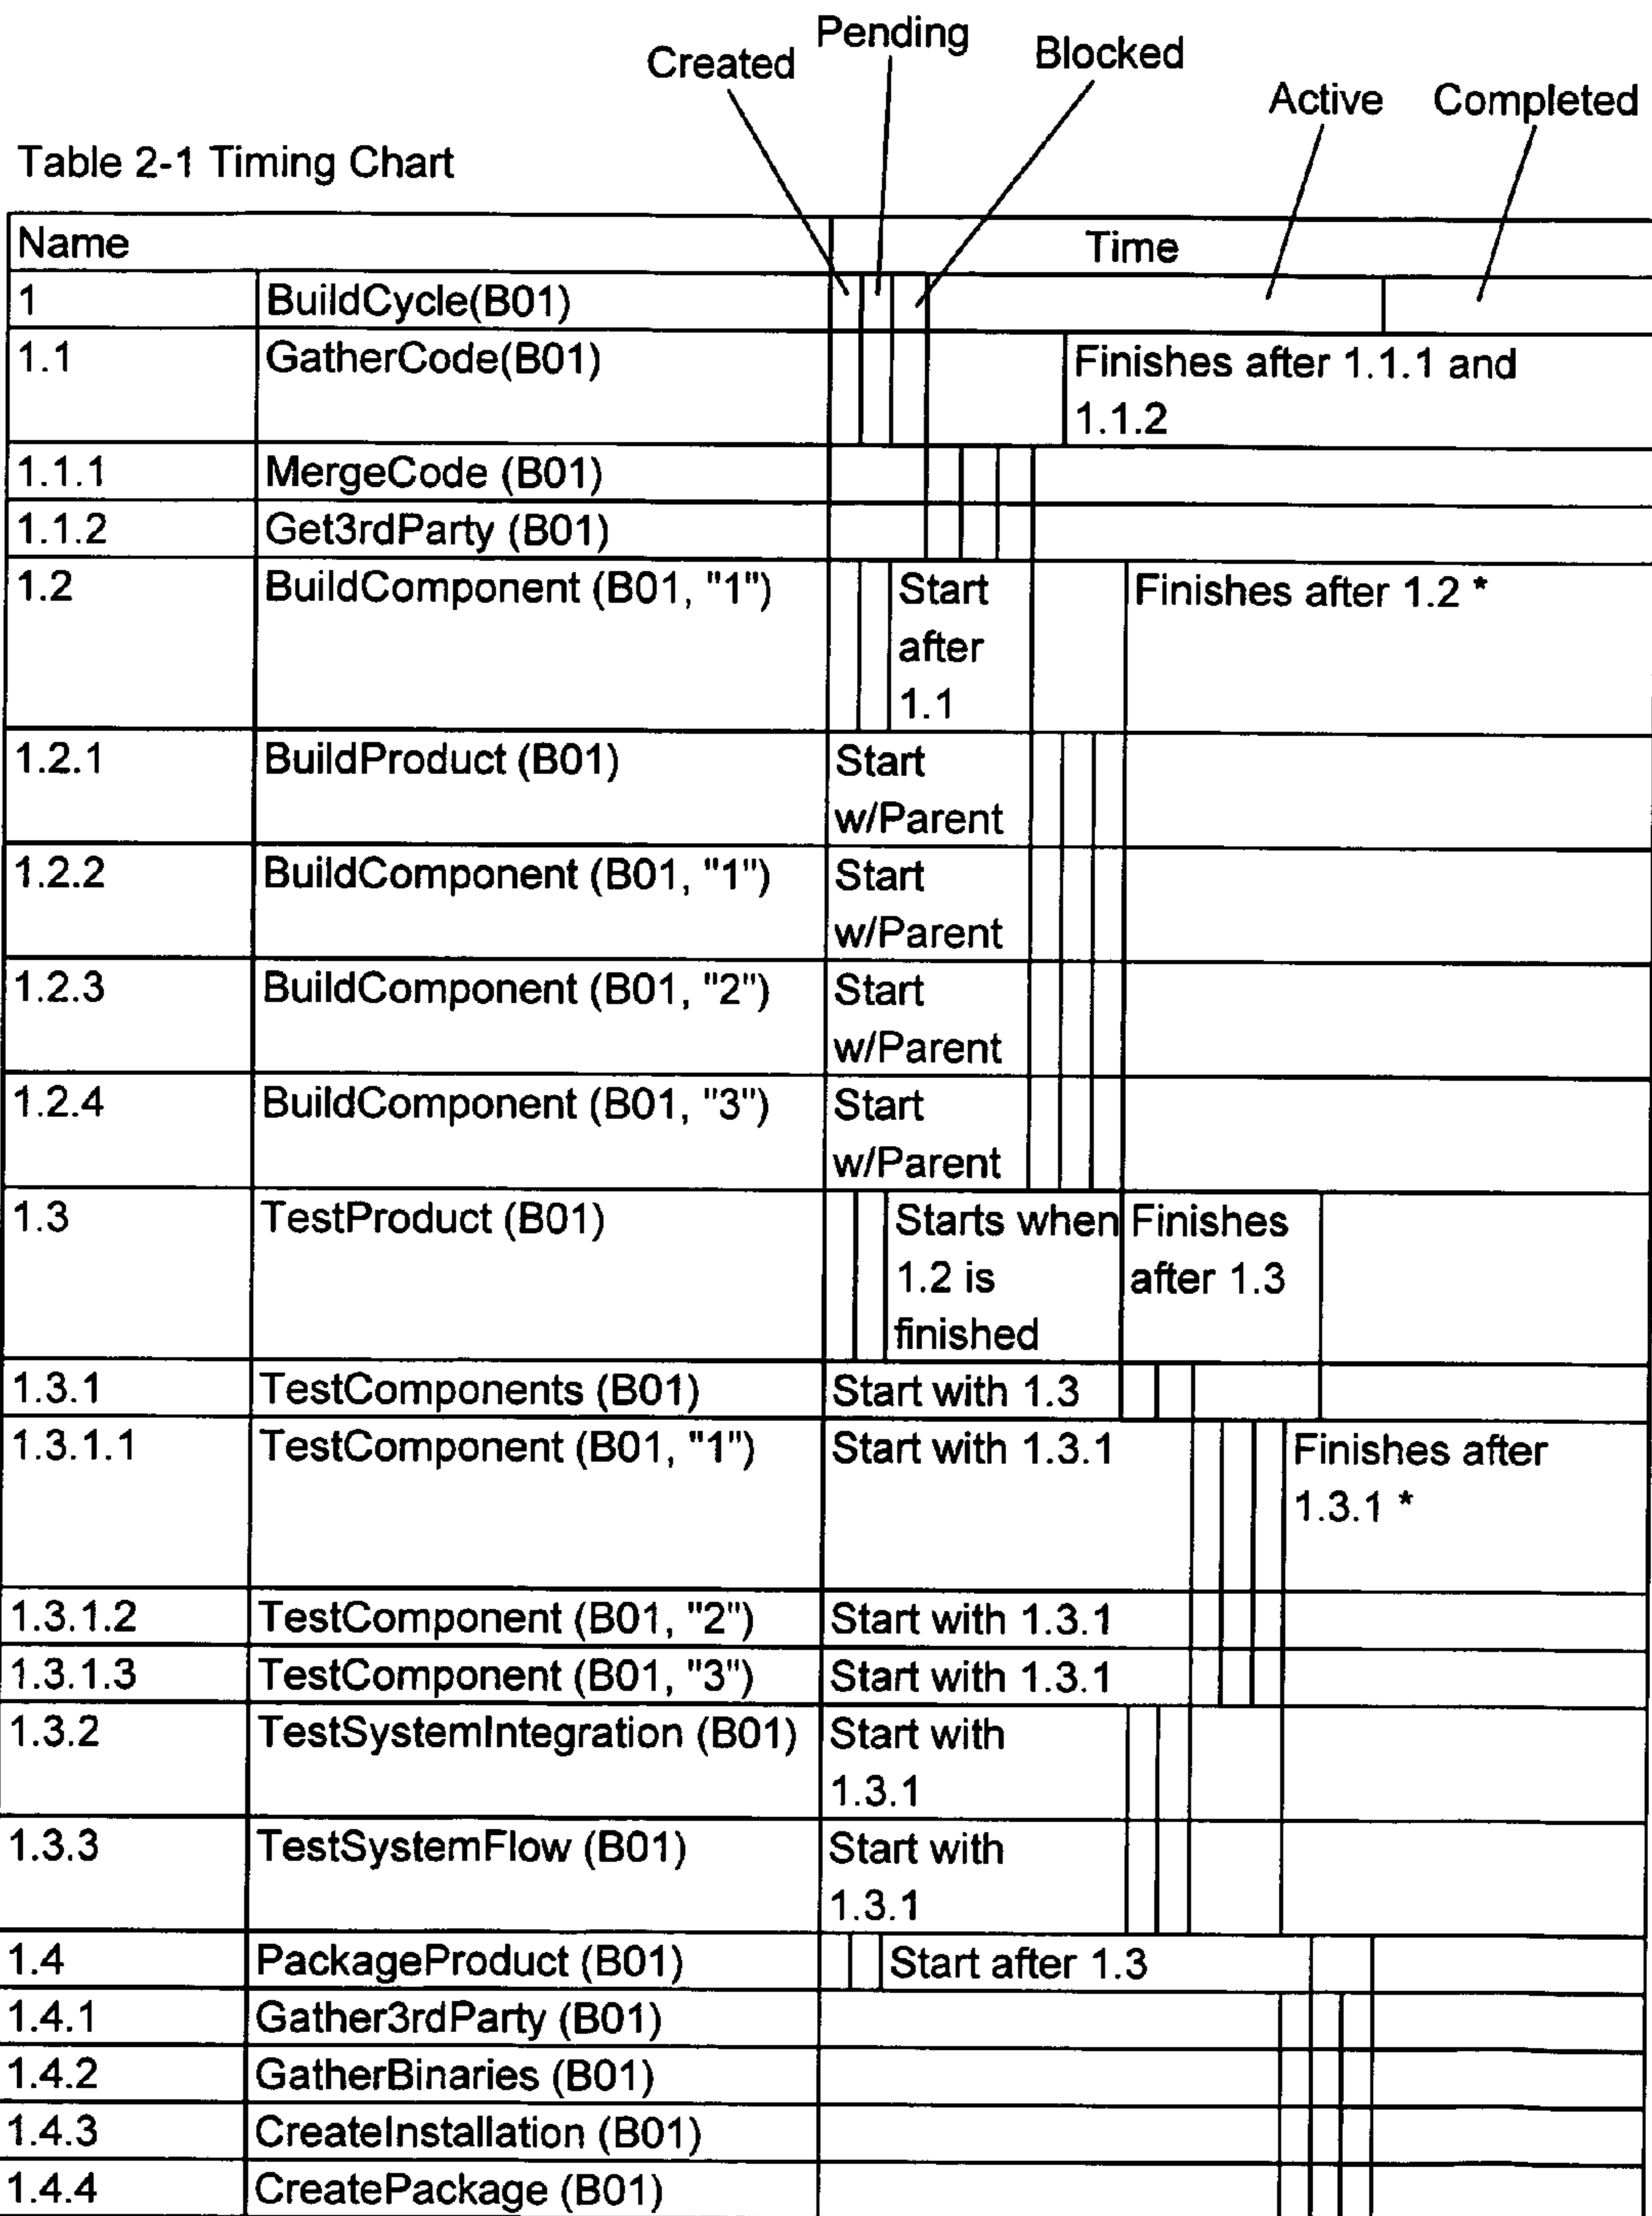 Pending
Created
Blocked
Active Completed
Table 2-1 Timing Chart
Name Time
1 BuildCycle(B01)
1.1 GatherCode(B01) Finishes after 1.1.1 and
1.1.2
1.1.1 MergeCode (B01)
1.1.2 Get3rdParty (B01)
1.2 BuildComponent (B01, "1") Start Finishes after 1.2 *
after
1.1
1.2.1 BuildProduct (B01) Start
w/Parent
1.2.2 BuildComponent (B01, "1") Start
w/Parent
1.2.3 BuildComponent (B01, "2") Start
w/Parent
1.2.4 BuildComponent (B01, "3") Start
w/Parent
1.3 TestProduct (B01) Starts when Finishes
1.2 is after 1.3
finished
1.3.1 TestComponents (B01) Start with 1.3
1.3.1.1 TestComponent (B01, "1") Start with 1.3.1 Finishes after
1.3.1 *
1.3.1.2 TestComponent (B01, "2") Start with 1.3.1
1.3.1.3 TestComponent (B01, "3") Start with 1.3.1
1.3.2 TestSystemIntegration (B01) Start with
1.3.1
1.3.3 TestSystemFlow (B01) Start with
1.3.1
1.4 PackageProduct (B01) Start after 1.3
1.4.1 Gather3rdParty (B01)
1.4.2 GatherBinaries (B01)
1.4.3 CreateInstallation (B01)
1.4.4 CreatePackage (B01)